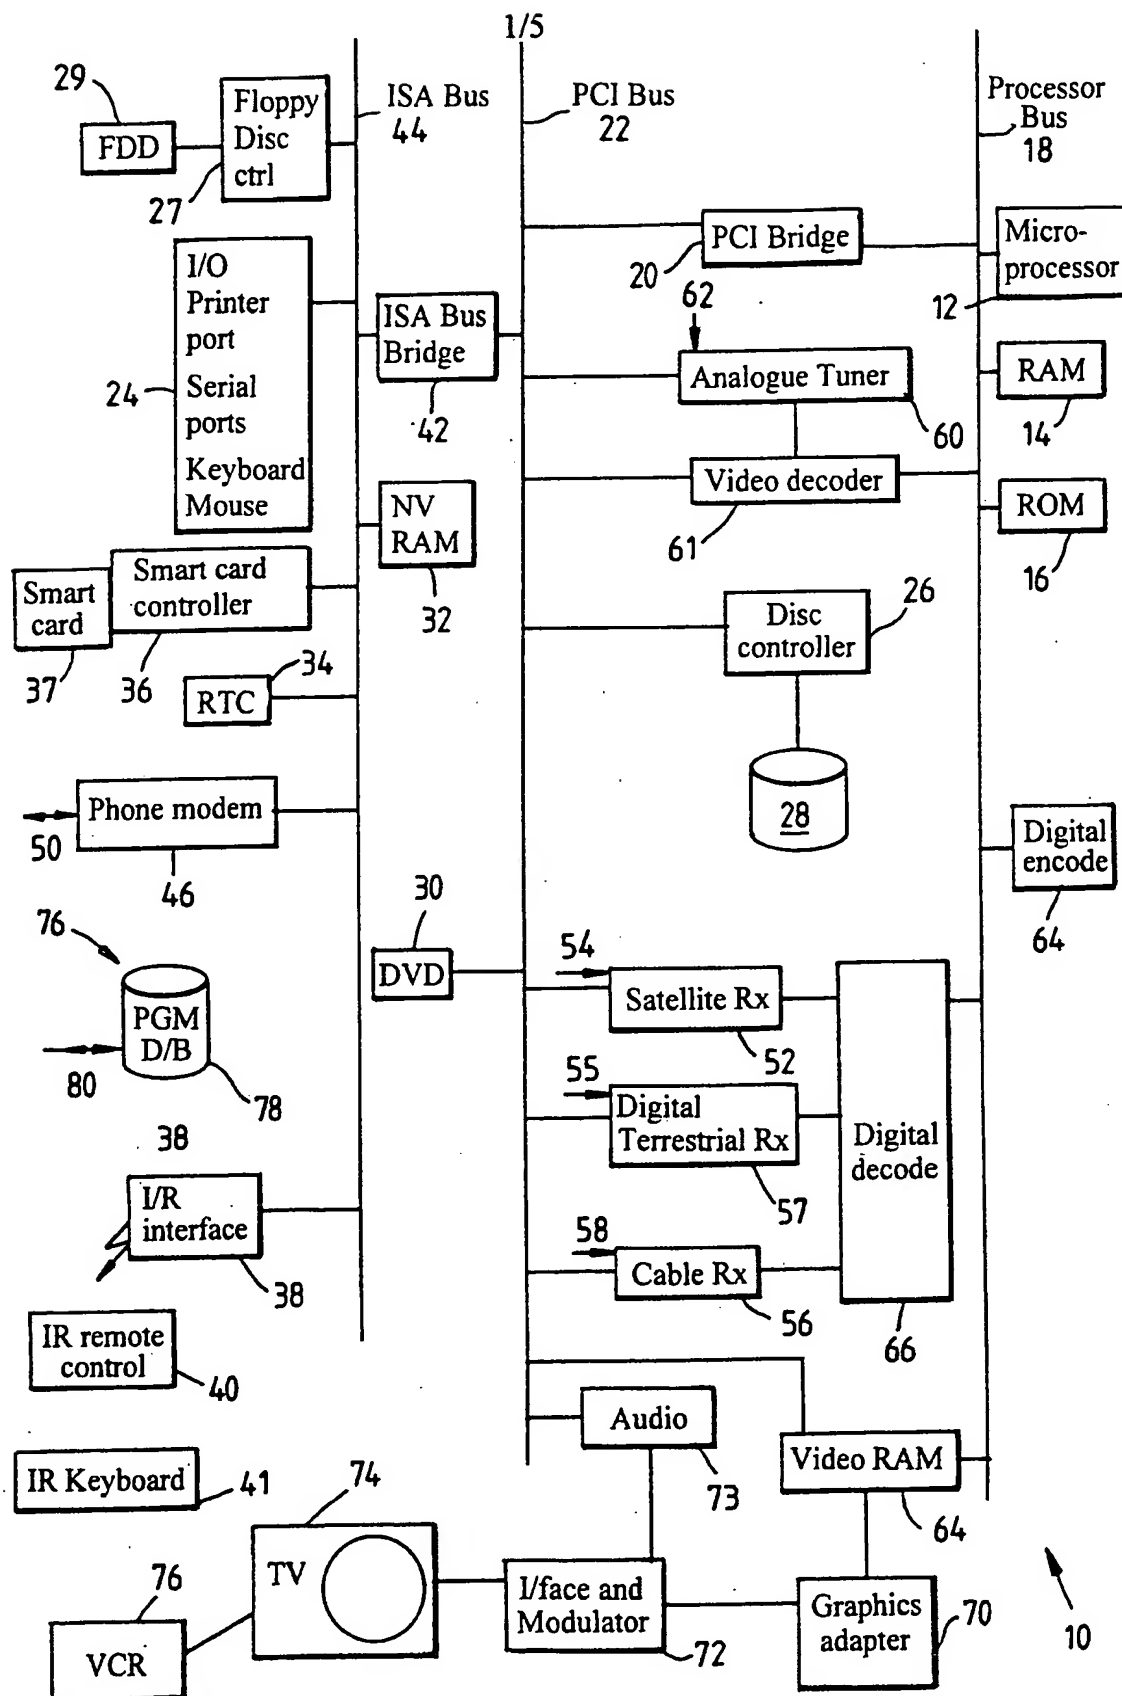 1/5
29
FDD
Floppy
Disc
ctrl
27
ISA Bus
44
PCI Bus
22
Processor
Bus
18
I/O
Printer
port
Serial
ports
Keyboard
Mouse
24
ISA Bus
Bridge
42
PCI Bridge
20
Micro-
processor
12
62
Analogue Tuner
60
RAM
14
Video decoder
61
ROM
16
NV
RAM
32
Smart card
controller
36
Smart
card
37
34
RTC
Disc
controller
26
28
Phone modem
50
46
Digital
encode
64
30
DVD
76
PGM
D/B
80
78
54
Satellite Rx
52
55
Digital
Terrestrial Rx
57
Digital
decode
66
58
Cable Rx
56
38
I/R
interface
38
IR remote
control
40
IR Keyboard
41
Audio
73
Video RAM
64
74
TV
76
VCR
I/face and
Modulator
72
Graphics
adapter
70
10